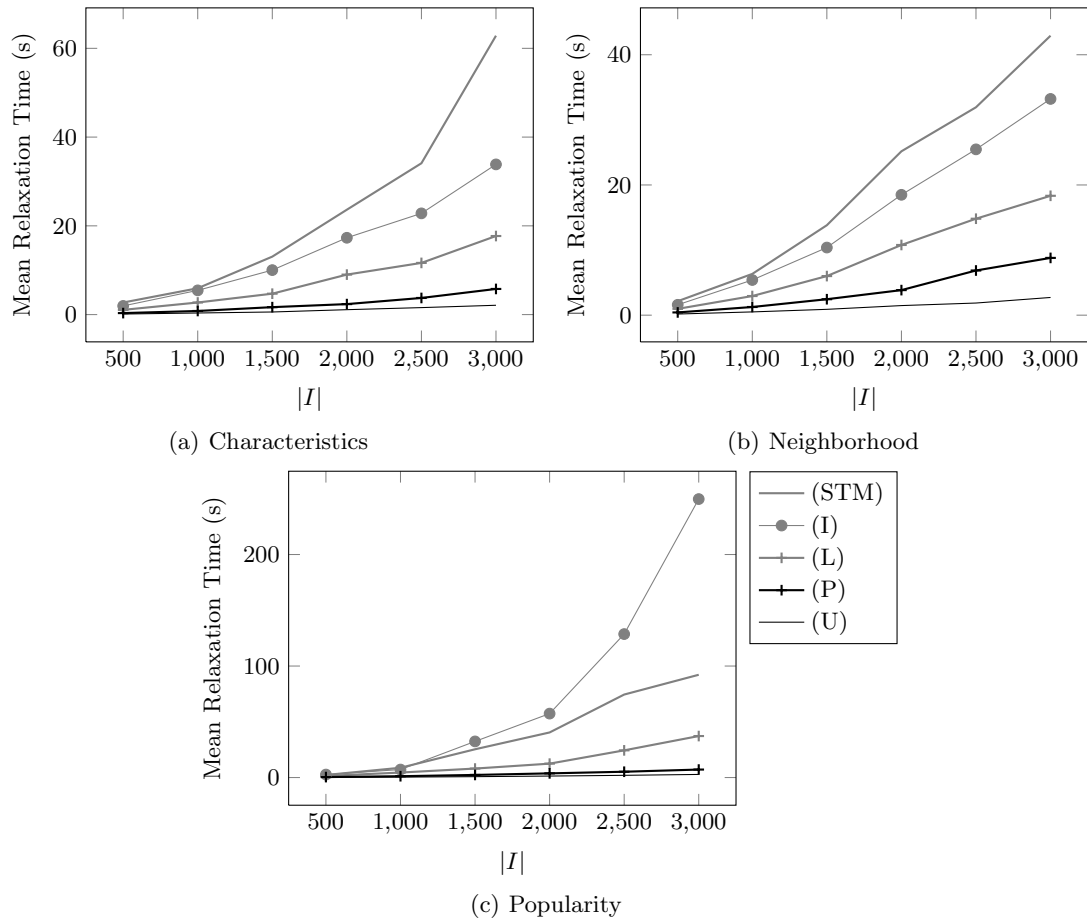 Mean Relaxation Time (s)
60
40
20
0
500 1,000 1,500 2,000 2,500 3,000
|I|
(a) Characteristics
Mean Relaxation Time (s)
40
20
0
500 1,000 1,500 2,000 2,500 3,000
|I|
(b) Neighborhood
Mean Relaxation Time (s)
200
100
0
500 1,000 1,500 2,000 2,500 3,000
|I|
(c) Popularity
(STM)
(I)
(L)
(P)
(U)